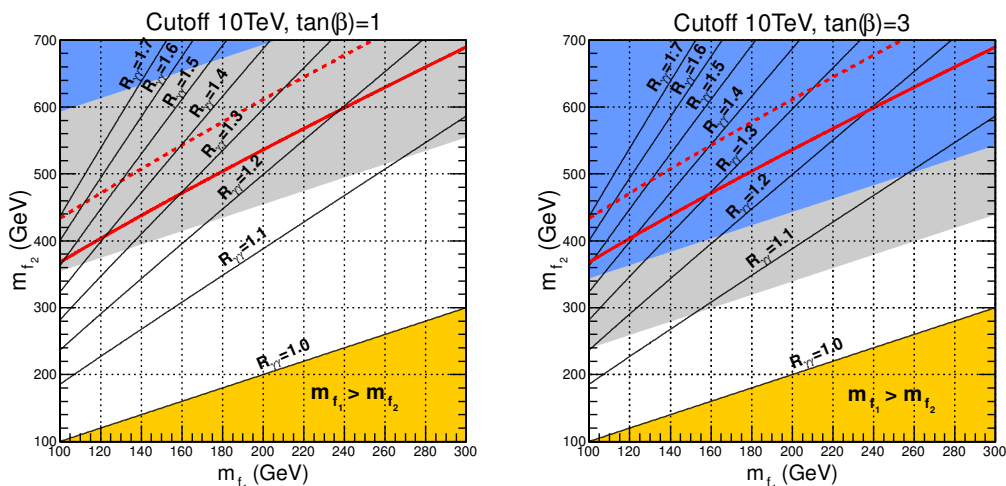 Cutoff 10TeV, tan(β)=1
700
600
500
400
300
200
100
m_f₂ (GeV)
R_γγ=1.7
R_γγ=1.6
R_γγ=1.5
R_γγ=1.4
R_γγ=1.3
R_γγ=1.2
R_γγ=1.1
R_γγ=1.0
m_f₁ > m_f₂
100 120 140 160 180 200 220 240 260 280 300
m_f₁ (GeV)
Cutoff 10TeV, tan(β)=3
700
600
500
400
300
200
100
m_f₂ (GeV)
R_γγ=1.7
R_γγ=1.6
R_γγ=1.5
R_γγ=1.4
R_γγ=1.3
R_γγ=1.2
R_γγ=1.1
R_γγ=1.0
m_f₁ > m_f₂
100 120 140 160 180 200 220 240 260 280 300
m_f₁ (GeV)